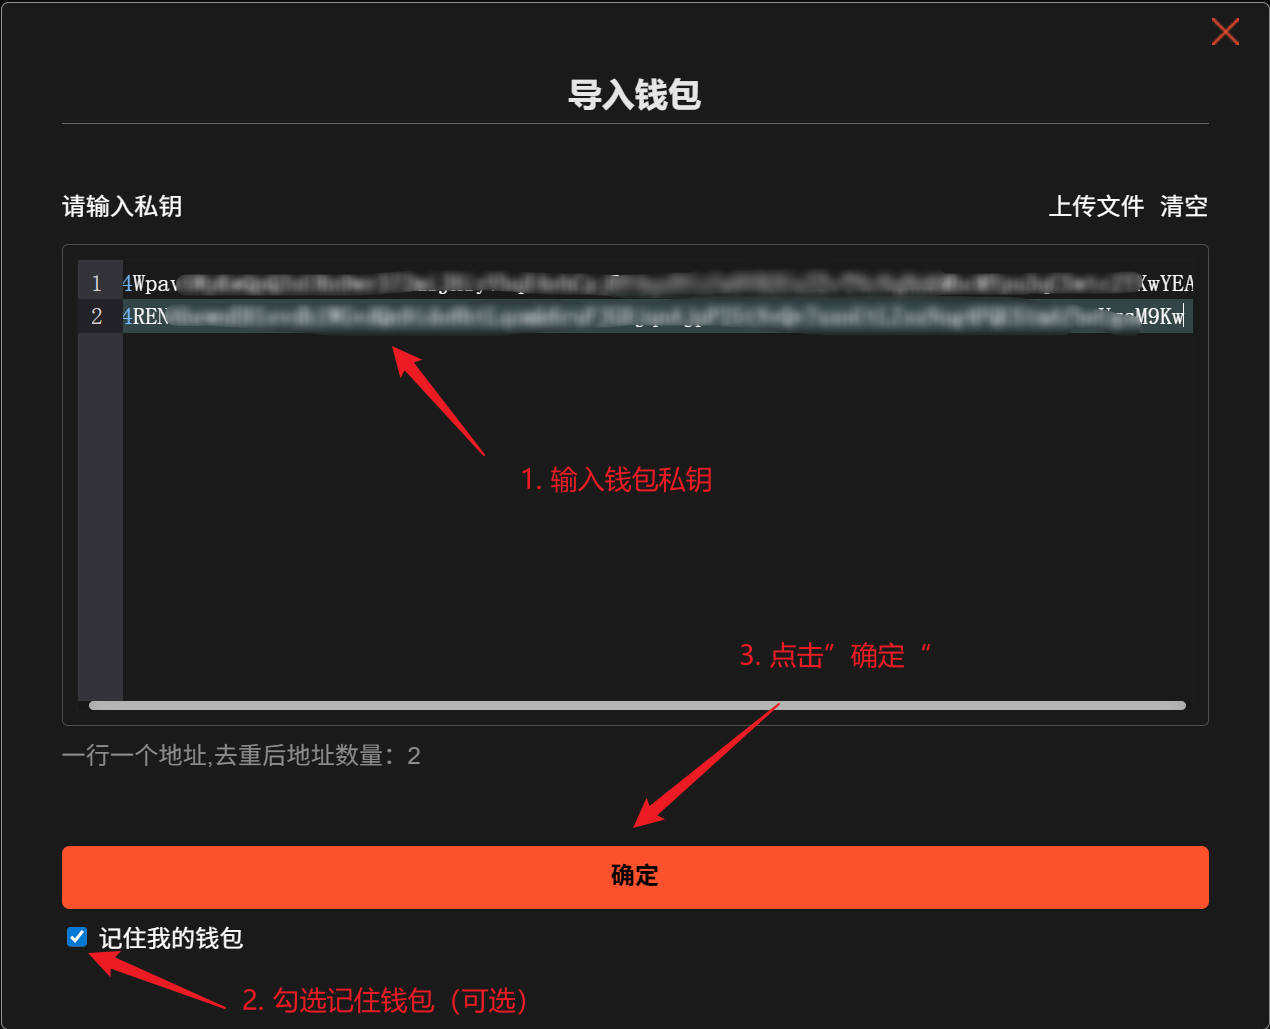 导入钱包
请输入私钥
上传文件 清空
1 4Wpav XwYEA
2 4REN M9Kw
1. 输入钱包私钥
3. 点击”确定“
一行一个地址,去重后地址数量：2
确定
记住我的钱包
2. 勾选记住钱包（可选）